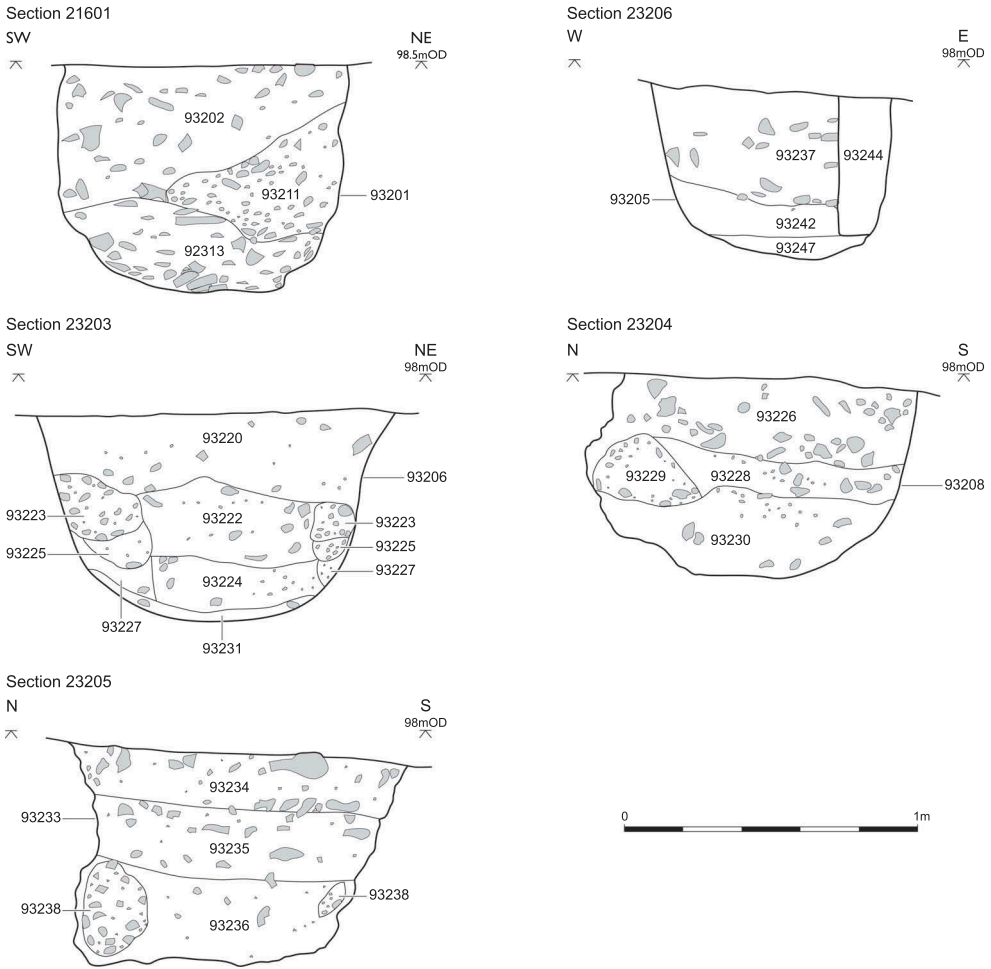 Section 21601
SW
NE
98.5mOD
93202
93211
93201
92313
Section 23206
W
E
98mOD
93237
93244
93205
93242
93247
Section 23203
SW
NE
98mOD
93220
93206
93223
93222
93223
93225
93225
93224
93227
93227
93231
Section 23204
N
S
98mOD
93226
93229
93228
93208
93230
Section 23205
N
S
98mOD
93234
93233
93235
93238
93238
93236
0
1m